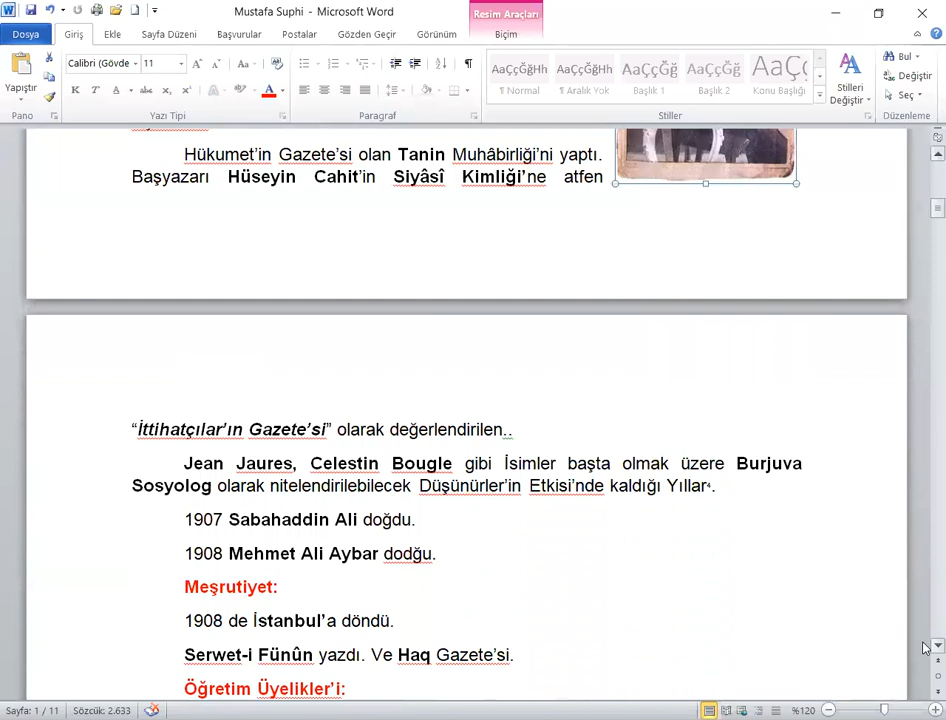 Mustafa Suphi - Microsoft Word
Resim Araçları
Dosya Giriş Ekle Sayfa Düzeni Başvurular Postalar Gözden Geçir Görünüm Biçim
Yapıştır
Calibri (Gövde 11
AaÇçĞğHh AaÇçĞğHh AaÇçĞğ AaÇçĞğ AaÇç
¶ Normal ¶ Aralık Yok Başlık 1 Başlık 2 Konu Başlığı
Stilleri Değiştir
Bul
Değiştir
Seç
Pano Yazı Tipi Paragraf Stiller Düzenleme
Hükumet'in Gazete'si olan Tanin Muhâbirliği'ni yaptı.
Başyazarı Hüseyin Cahit'in Siyâsî Kimliği'ne atfen
“İttihatçılar'ın Gazete'si” olarak değerlendirilen..
Jean Jaures, Celestin Bougle gibi İsimler başta olmak üzere Burjuva
Sosyolog olarak nitelendirilebilecek Düşünürler'in Etkisi'nde kaldığı Yıllar⁴.
1907 Sabahaddin Ali doğdu.
1908 Mehmet Ali Aybar dodğu.
Meşrutiyet:
1908 de İstanbul'a döndü.
Serwet-i Fünûn yazdı. Ve Haq Gazete'si.
Öğretim Üyelikler'i:
Sayfa: 1 / 11 Sözcük: 2.633 %120